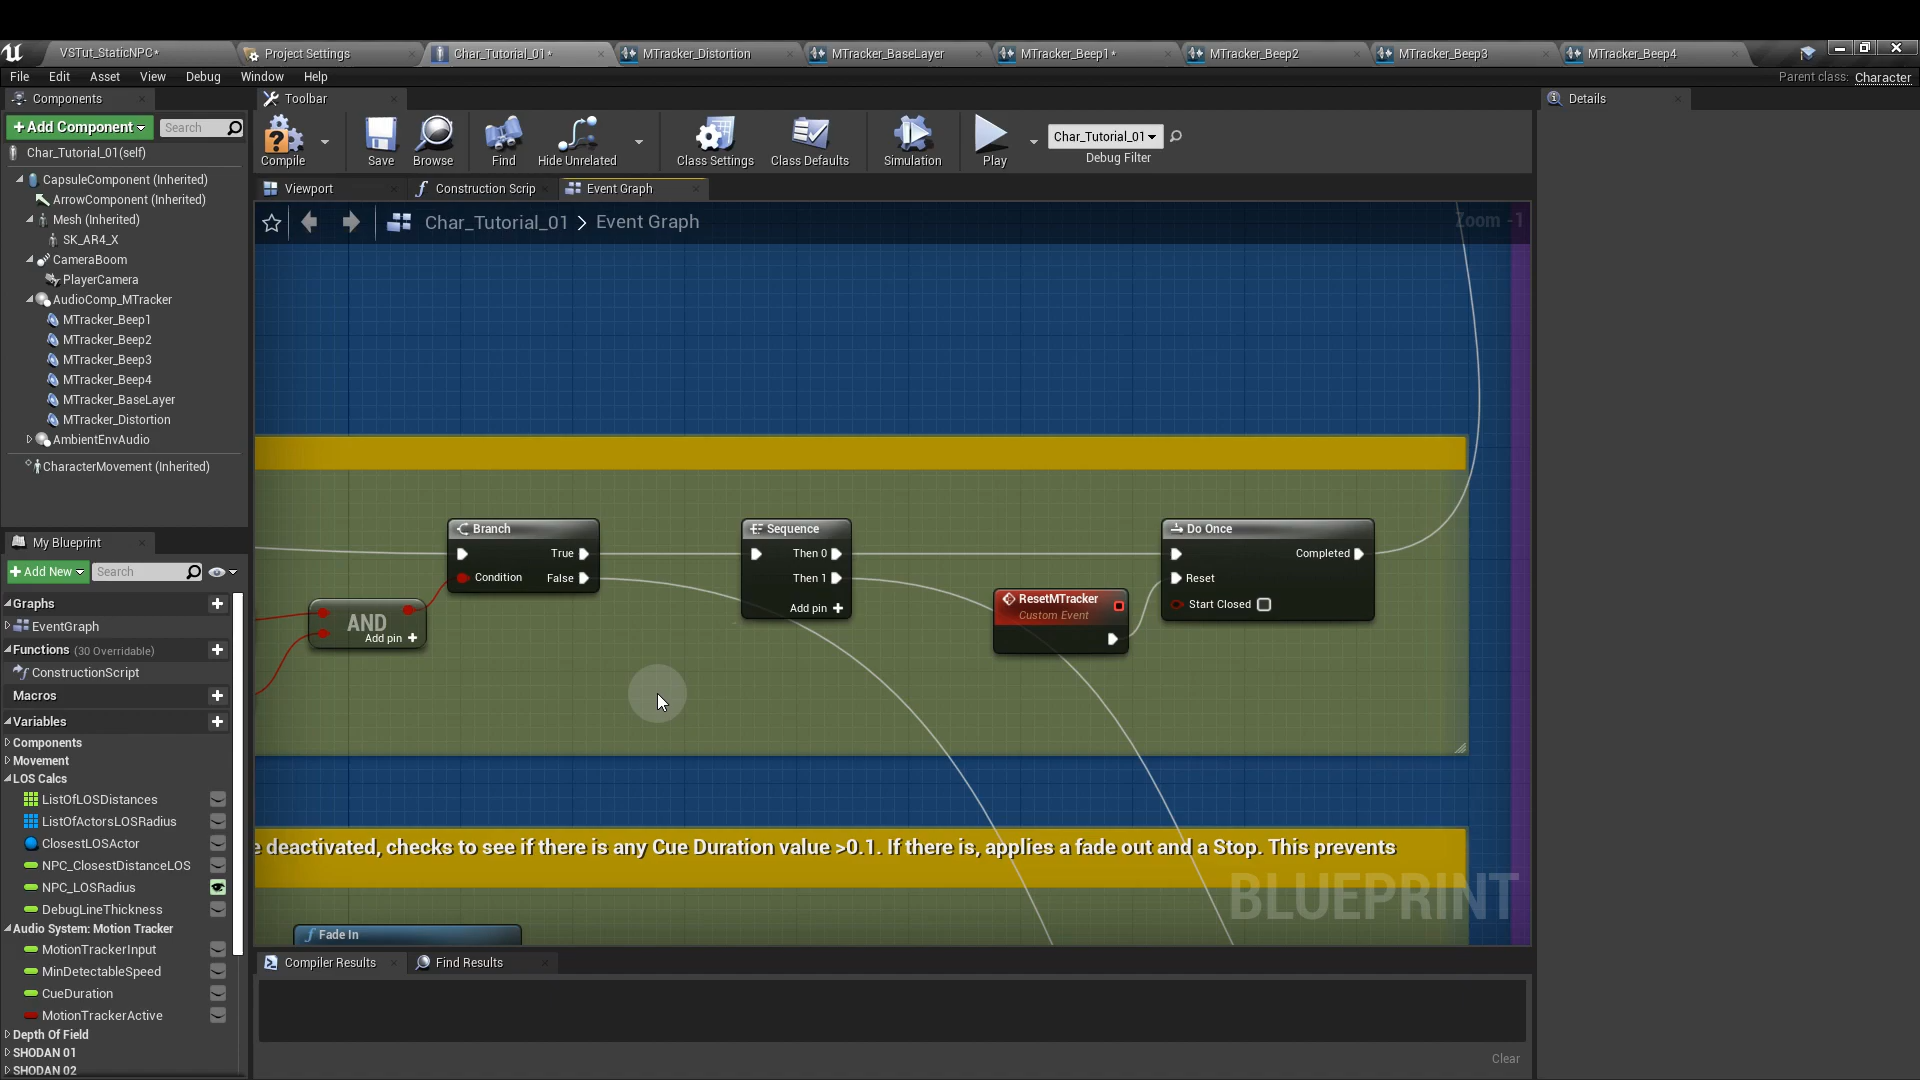 VSTut_StaticNPC*
Project Settings
Char_Tutorial_01*
MTracker_Distortion
MTracker_BaseLayer
MTracker_Beep1*
MTracker_Beep2
MTracker_Beep3
MTracker_Beep4
File Edit Asset View Debug Window Help
Parent class: Character
Components
Toolbar
Details
+Add Component
Search
Compile
Save
Browse
Find
Hide Unrelated
Class Settings
Class Defaults
Simulation
Play
Char_Tutorial_01
Debug Filter
Char_Tutorial_01(self)
CapsuleComponent (Inherited)
ArrowComponent (Inherited)
Mesh (Inherited)
SK_AR4_X
CameraBoom
PlayerCamera
AudioComp_MTracker
MTracker_Beep1
MTracker_Beep2
MTracker_Beep3
MTracker_Beep4
MTracker_BaseLayer
MTracker_Distortion
AmbientEnvAudio
CharacterMovement (Inherited)
Viewport
Construction Scrip
Event Graph
Char_Tutorial_01 > Event Graph
Zoom -1
Branch
True
Condition
False
AND
Add pin +
Sequence
Then 0
Then 1
Add pin +
ResetMTracker
Custom Event
Do Once
Completed
Reset
Start Closed
e deactivated, checks to see if there is any Cue Duration value >0.1. If there is, applies a fade out and a Stop. This prevents
BLUEPRINT
Fade In
My Blueprint
+Add New
Search
Graphs
EventGraph
Functions (30 Overridable)
ConstructionScript
Macros
Variables
Components
Movement
LOS Calcs
ListOfLOSDistances
ListOfActorsLOSRadius
ClosestLOSActor
NPC_ClosestDistanceLOS
NPC_LOSRadius
DebugLineThickness
Audio System: Motion Tracker
MotionTrackerInput
MinDetectableSpeed
CueDuration
MotionTrackerActive
Depth Of Field
SHODAN 01
SHODAN 02
Compiler Results
Find Results
Clear